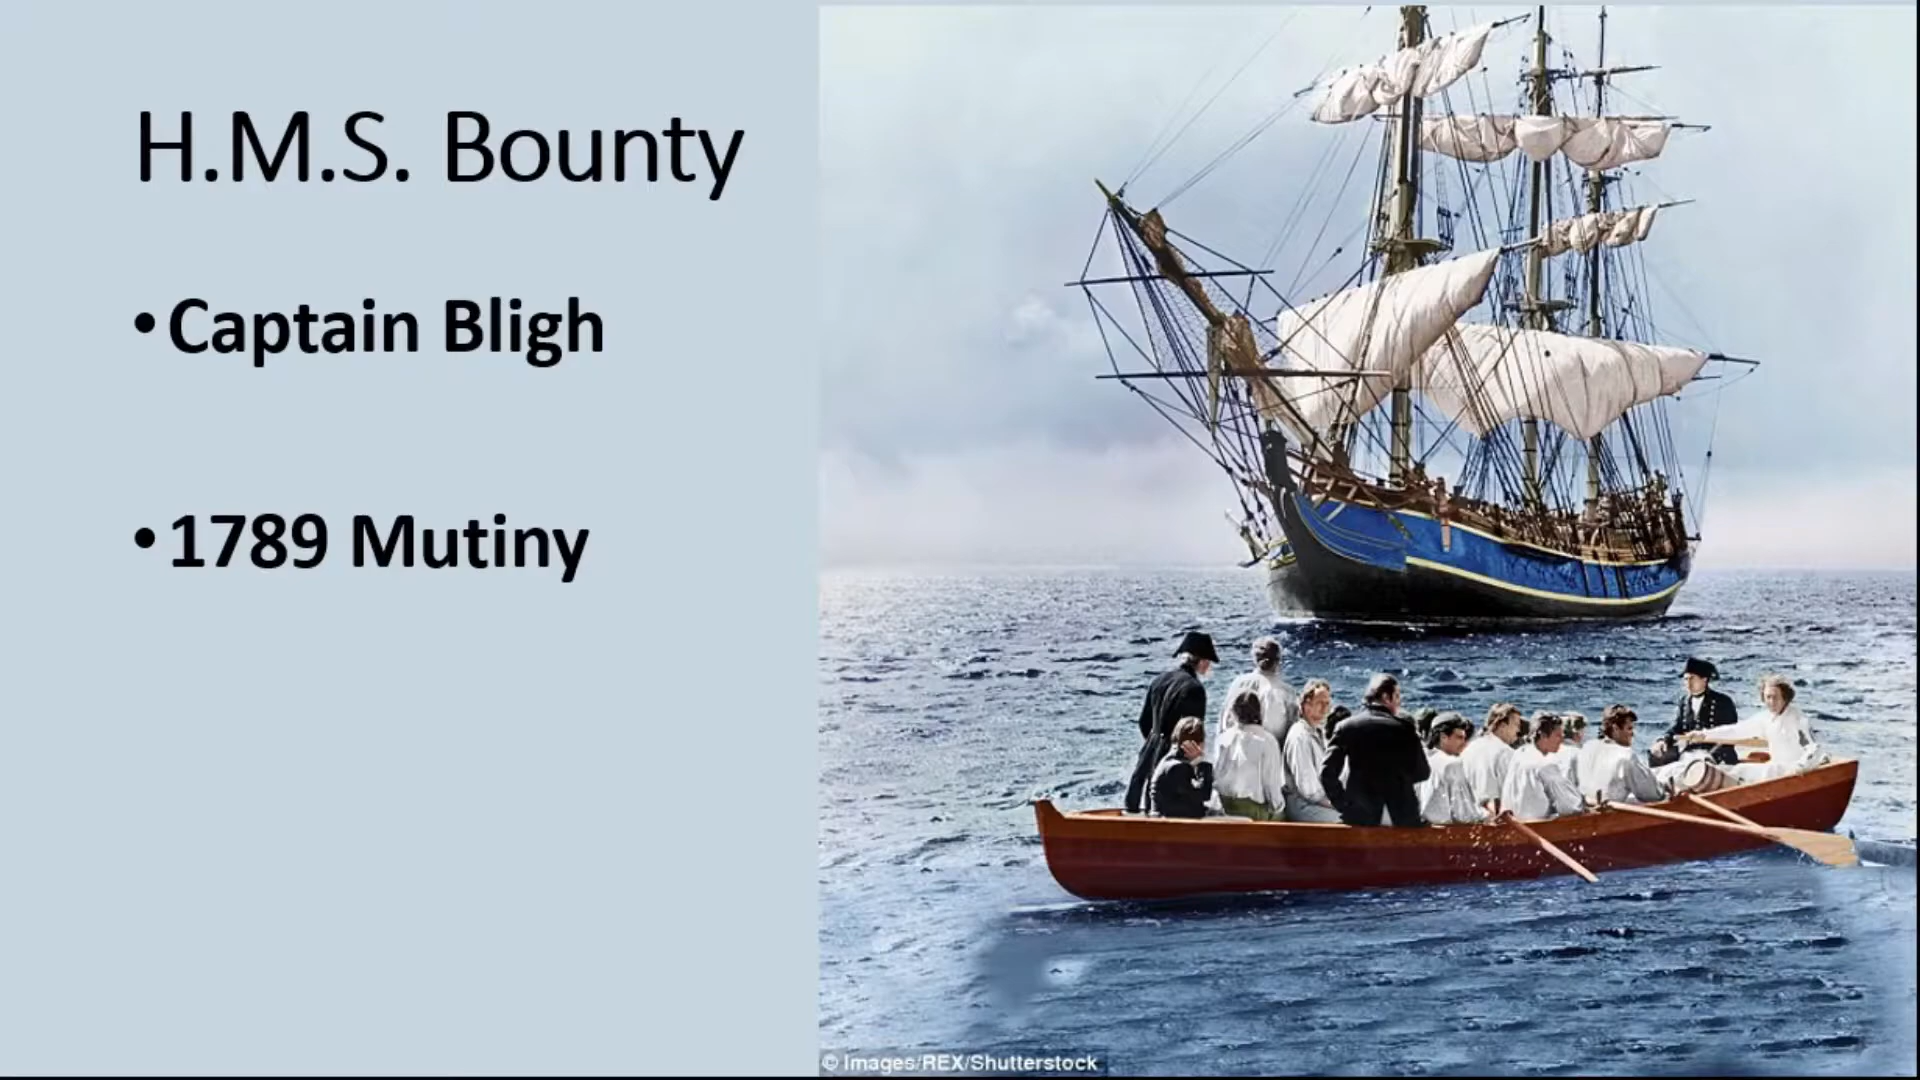 H.M.S. Bounty
•Captain Bligh
•1789 Mutiny
© Images/REX/Shutterstock